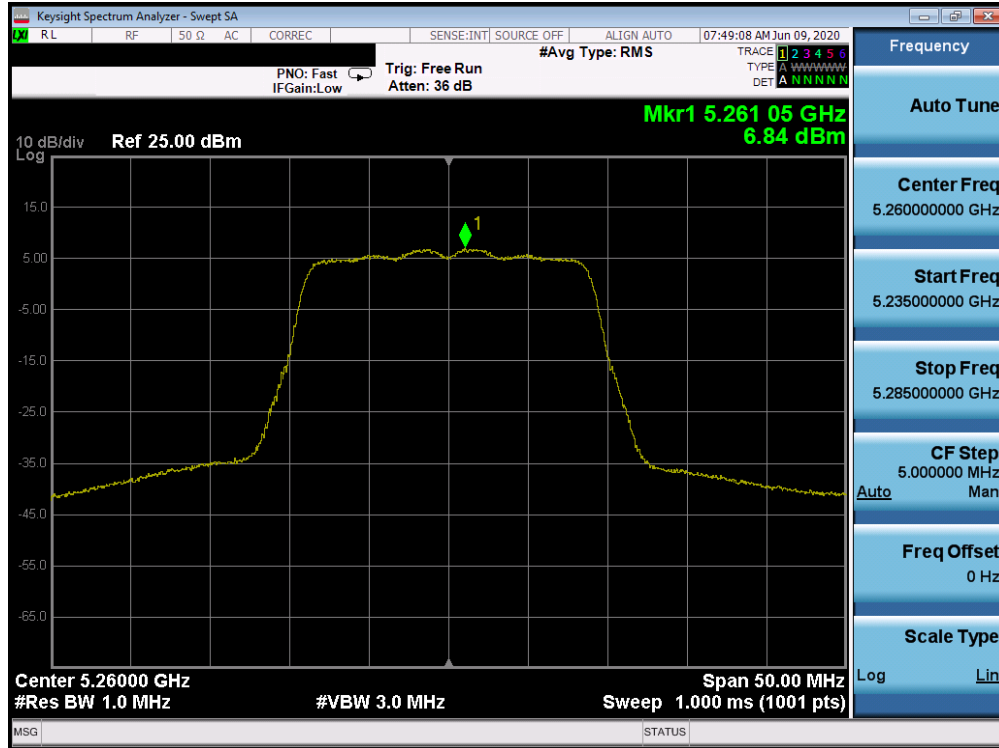 Keysight Spectrum Analyzer - Swept SA
LXI RL RF 50 Ω AC CORREC SENSE:INT SOURCE OFF ALIGN AUTO 07:49:08 AM Jun 09, 2020
#Avg Type: RMS
TRACE 1 2 3 4 5 6
TYPE A WWWWW
DET A N N N N N
PNO: Fast
IFGain:Low
Trig: Free Run
Atten: 36 dB
Mkr1 5.261 05 GHz
6.84 dBm
10 dB/div Ref 25.00 dBm
Log
15.0
5.00
-5.00
-15.0
-25.0
-35.0
-45.0
-55.0
-65.0
1
Center 5.26000 GHz Span 50.00 MHz
#Res BW 1.0 MHz #VBW 3.0 MHz Sweep 1.000 ms (1001 pts)
MSG STATUS
Frequency
Auto Tune
Center Freq
5.260000000 GHz
Start Freq
5.235000000 GHz
Stop Freq
5.285000000 GHz
CF Step
5.000000 MHz
Auto Man
Freq Offset
0 Hz
Scale Type
Log Lin